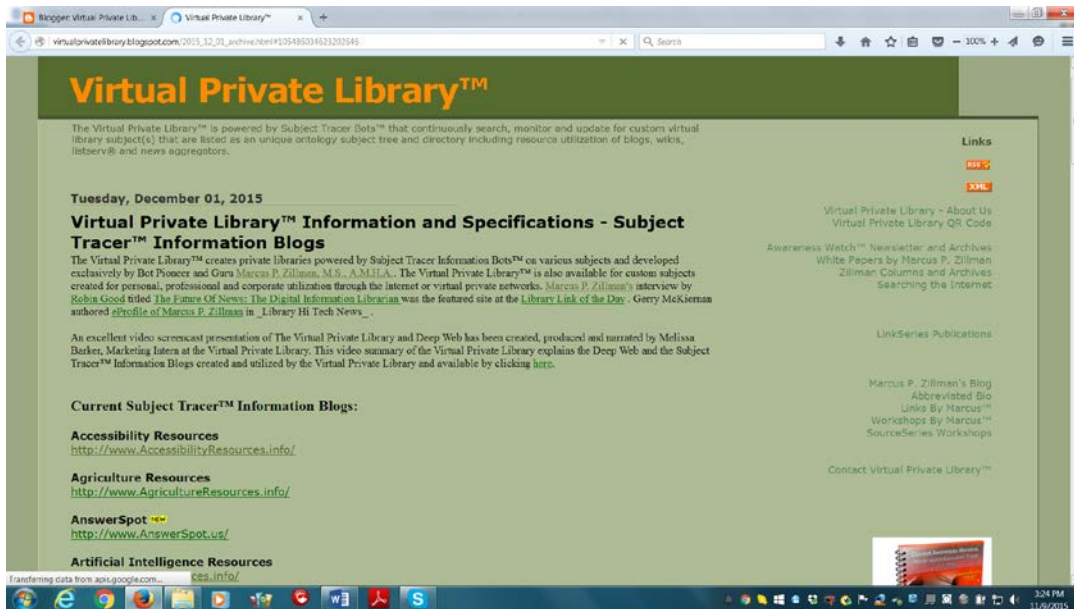 Blogger: Virtual Private Lib...
Virtual Private Library™
virtualprivatelibrary.blogspot.com/2015_12_01_archive.html#105486034623202646
Search
100%
Virtual Private Library™
The Virtual Private Library™ is powered by Subject Tracer Bots™ that continuously search, monitor and update for custom virtual
library subject(s) that are listed as an unique ontology subject tree and directory including resource utilization of blogs, wikis,
listserv® and news aggregators.
Tuesday, December 01, 2015
Virtual Private Library™ Information and Specifications - Subject
Tracer™ Information Blogs
The Virtual Private Library™ creates private libraries powered by Subject Tracer Information Bots™ on various subjects and developed
exclusively by Bot Pioneer and Guru Marcus P. Zillman, M.S., A.M.H.A.. The Virtual Private Library™ is also available for custom subjects
created for personal, professional and corporate utilization through the Internet or virtual private networks. Marcus P. Zillman's interview by
Robin Good titled The Future Of News: The Digital Information Librarian was the featured site at the Library Link of the Day . Gerry McKiernan
authored eProfile of Marcus P. Zillman in _Library Hi Tech News_ .
An excellent video screencast presentation of The Virtual Private Library and Deep Web has been created, produced and narrated by Melissa
Barker, Marketing Intern at the Virtual Private Library. This video summary of the Virtual Private Library explains the Deep Web and the Subject
Tracer™ Information Blogs created and utilized by the Virtual Private Library and available by clicking here.
Current Subject Tracer™ Information Blogs:
Accessibility Resources
http://www.AccessibilityResources.info/
Agriculture Resources
http://www.AgricultureResources.info/
AnswerSpot NEW
http://www.AnswerSpot.us/
Artificial Intelligence Resources
ces.info/
Transferring data from apis.google.com...
Links
RSS
XML
Virtual Private Library - About Us
Virtual Private Library QR Code
Awareness Watch™ Newsletter and Archives
White Papers by Marcus P. Zillman
Zillman Columns and Archives
Searching the Internet
LinkSeries Publications
Marcus P. Zillman's Blog
Abbreviated Bio
Links By Marcus™
Workshops By Marcus™
SourceSeries Workshops
Contact Virtual Private Library™
3:24 PM
11/9/2015